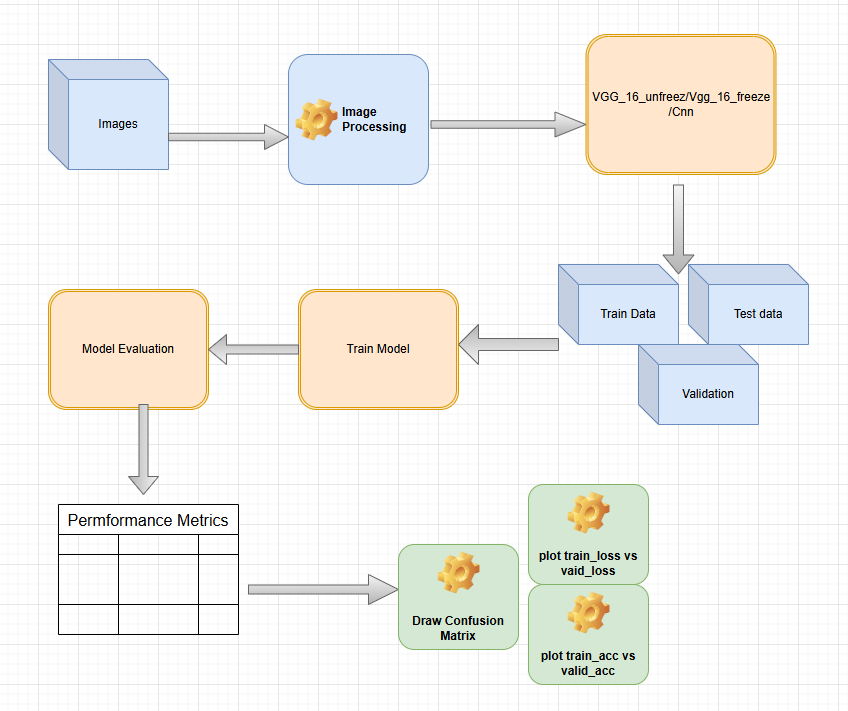 Images
Image
Processing
VGG_16_unfreez/Vgg_16_freeze
/Cnn
Train Data
Test data
Validation
Train Model
Model Evaluation
Permformance Metrics
Draw Confusion
Matrix
plot train_loss vs
vaid_loss
plot train_acc vs
valid_acc